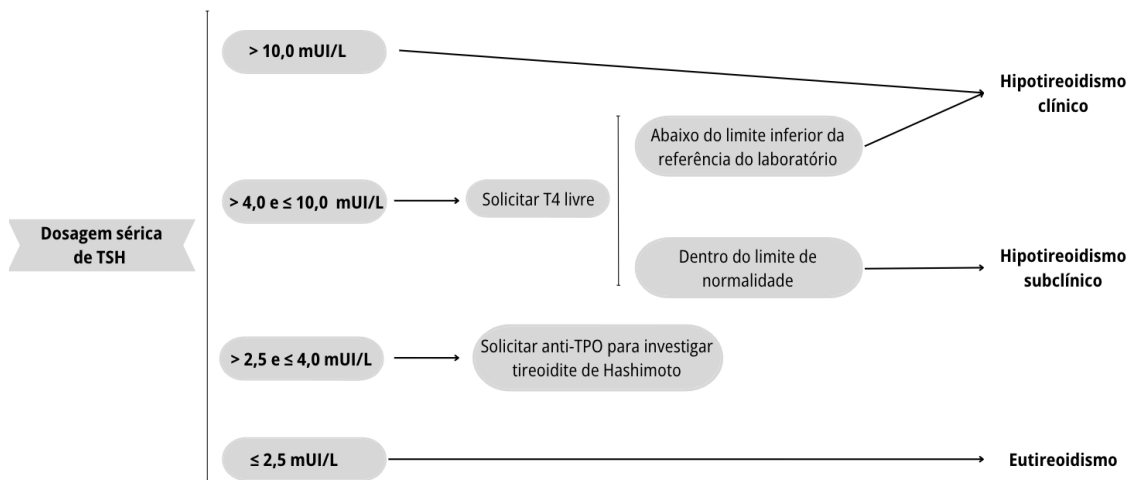 Dosagem sérica
de TSH
> 10,0 mUI/L
Hipotireoidismo
clínico
> 4,0 e ≤ 10,0 mUI/L
Solicitar T4 livre
Abaixo do limite inferior da
referência do laboratório
Dentro do limite de
normalidade
Hipotireoidismo
subclínico
> 2,5 e ≤ 4,0 mUI/L
Solicitar anti-TPO para investigar
tireoidite de Hashimoto
≤ 2,5 mUI/L
Eutireoidismo